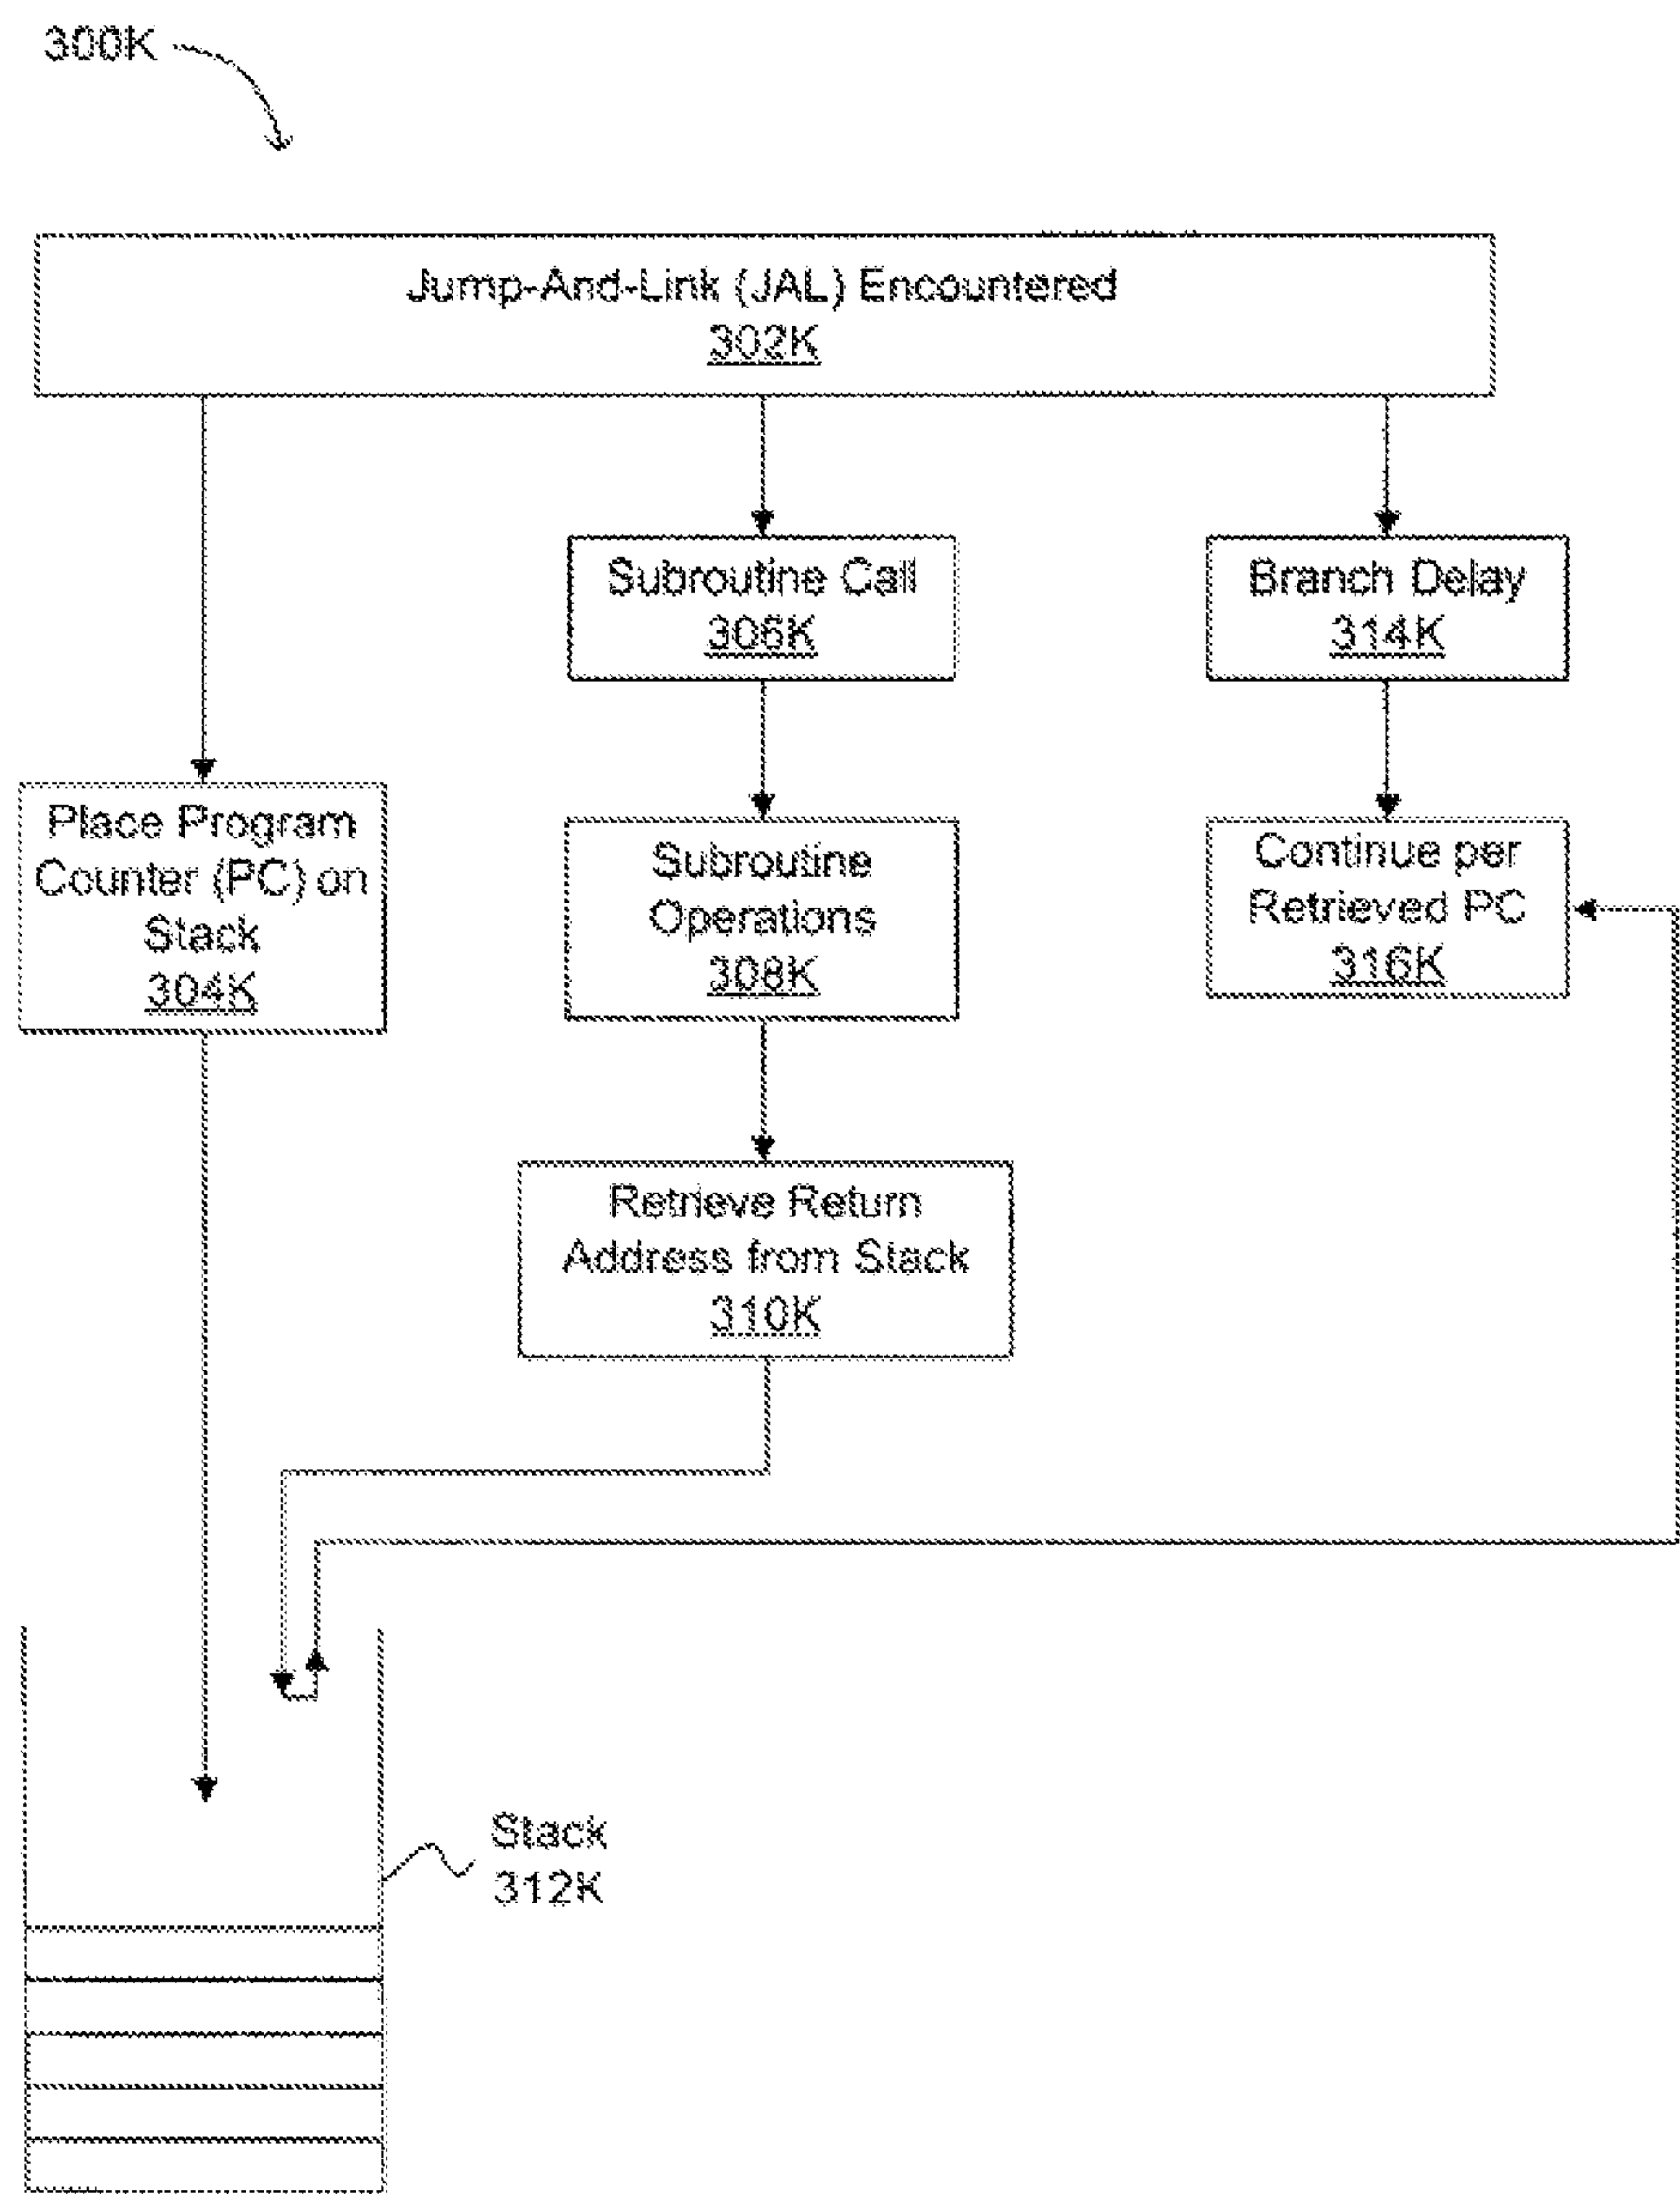 300K
Jump-And-Link (JAL) Encountered
302K
Subroutine Call
306K
Branch Delay
314K
Place Program
Counter (PC) on
Stack
304K
Subroutine
Operations
308K
Continue per
Retrieved PC
316K
Retrieve Return
Address from Stack
310K
Stack
312K